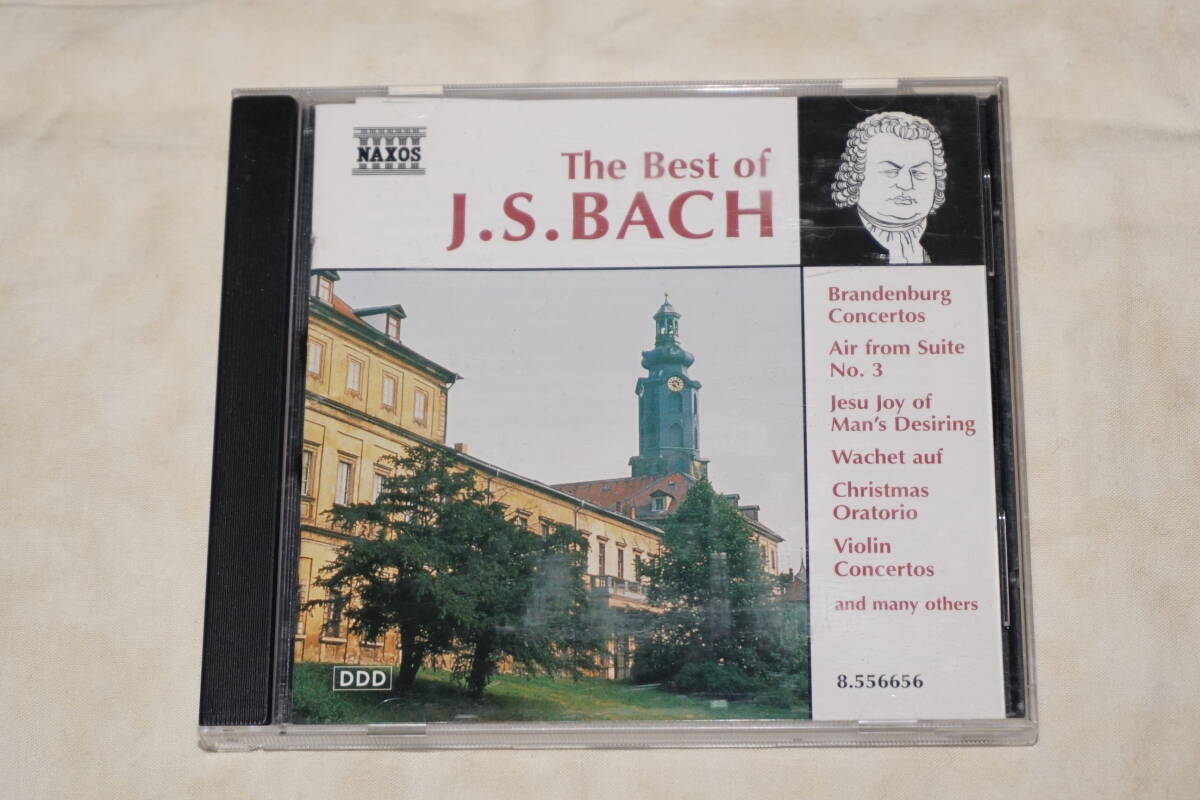 NAXOS
The Best of
J.S.BACH
Brandenburg
Concertos
Air from Suite
No. 3
Jesu Joy of
Man's Desiring
Wachet auf
Christmas
Oratorio
Violin
Concertos
and many others
DDD
8.556656